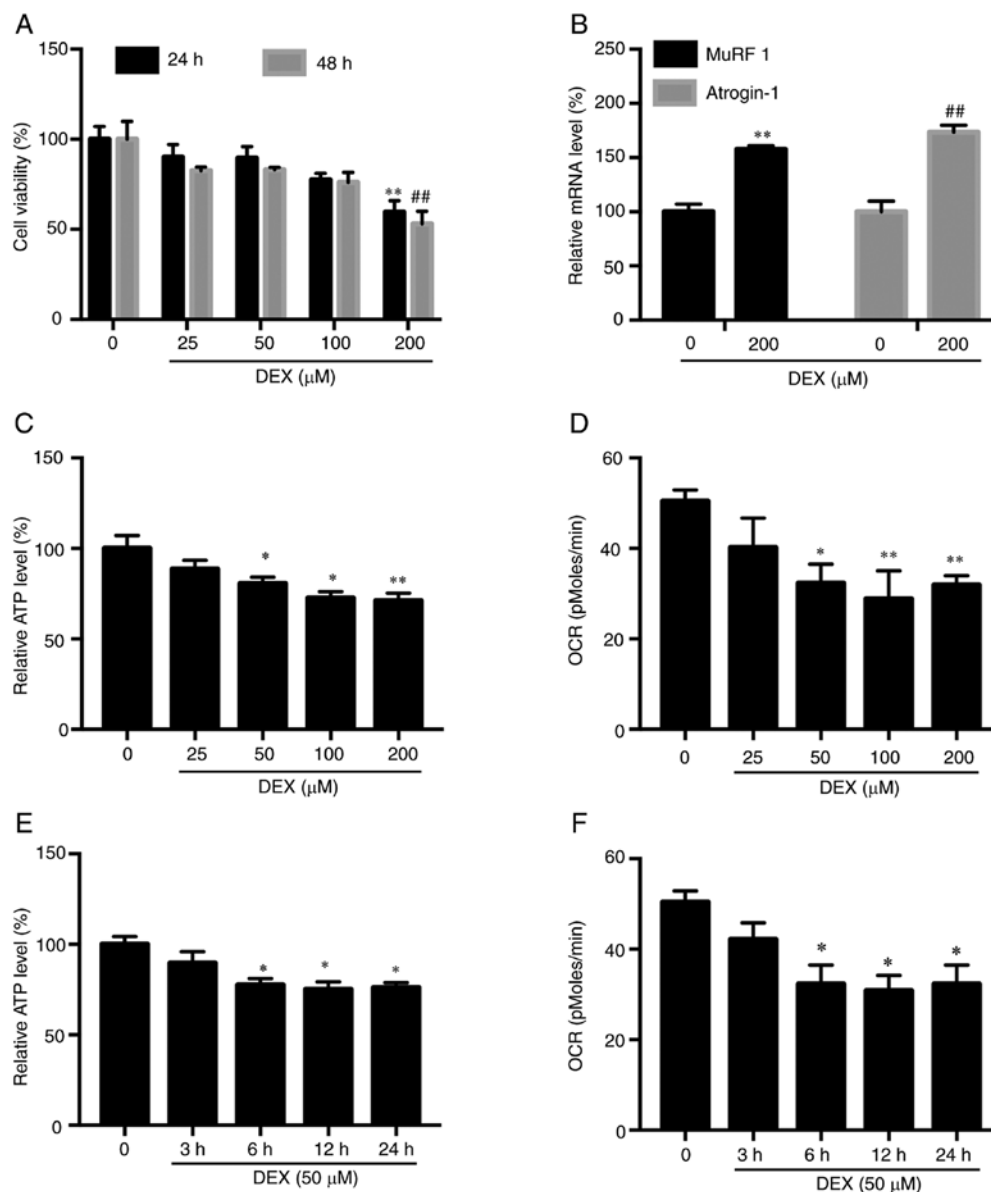 A
150
100
50
0
Cell viability (%)
24 h
48 h
** ##
0 25 50 100 200
DEX (μM)
B
250
200
150
100
50
0
Relative mRNA level (%)
MuRF 1
Atrogin-1
**
##
0 200 0 200
DEX (μM)
C
150
100
50
0
Relative ATP level (%)
* * **
0 25 50 100 200
DEX (μM)
D
60
40
20
0
OCR (pMoles/min)
* ** **
0 25 50 100 200
DEX (μM)
E
150
100
50
0
Relative ATP level (%)
* * *
0 3 h 6 h 12 h 24 h
DEX (50 μM)
F
60
40
20
0
OCR (pMoles/min)
* * *
0 3 h 6 h 12 h 24 h
DEX (50 μM)